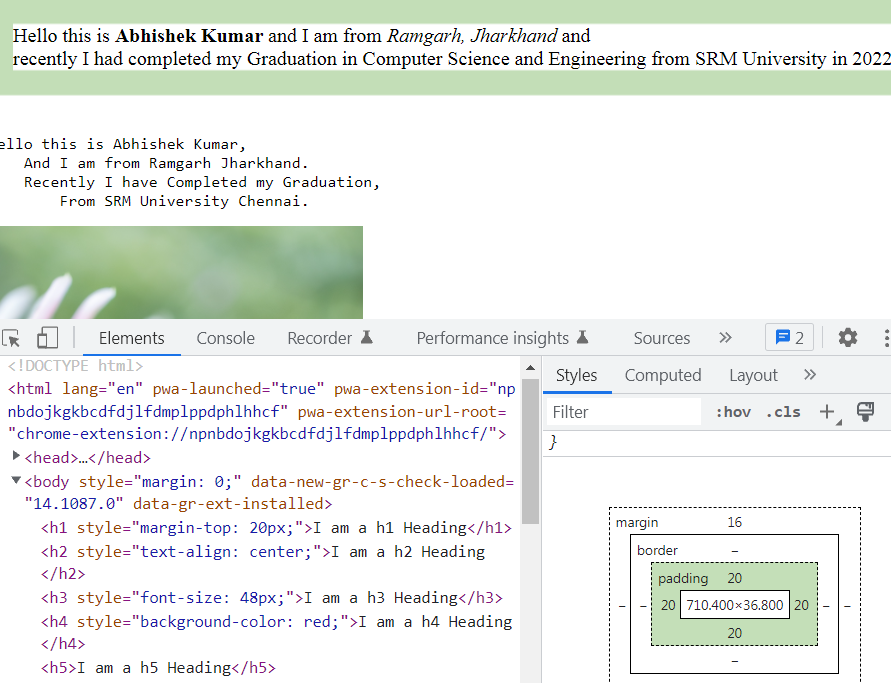 Hello this is Abhishek Kumar and I am from Ramgarh, Jharkhand and
recently I had completed my Graduation in Computer Science and Engineering from SRM University in 2022
ello this is Abhishek Kumar,
And I am from Ramgarh Jharkhand.
Recently I have Completed my Graduation,
From SRM University Chennai.
Elements Console Recorder Performance insights Sources » 2
<!DOCTYPE html>
<html lang="en" pwa-launched="true" pwa-extension-id="np
nbdojkgkbcdfdjlfdmplppdphlhhcf" pwa-extension-url-root=
"chrome-extension://npnbdojkgkbcdfdjlfdmplppdphlhhcf/">
<head>…</head>
<body style="margin: 0;" data-new-gr-c-s-check-loaded=
"14.1087.0" data-gr-ext-installed>
<h1 style="margin-top: 20px;">I am a h1 Heading</h1>
<h2 style="text-align: center;">I am a h2 Heading
</h2>
<h3 style="font-size: 48px;">I am a h3 Heading</h3>
<h4 style="background-color: red;">I am a h4 Heading
</h4>
<h5>I am a h5 Heading</h5>
Styles Computed Layout »
Filter :hov .cls +
}
margin 16
border –
padding 20
– – 20 710.400×36.800 20 – –
20
–